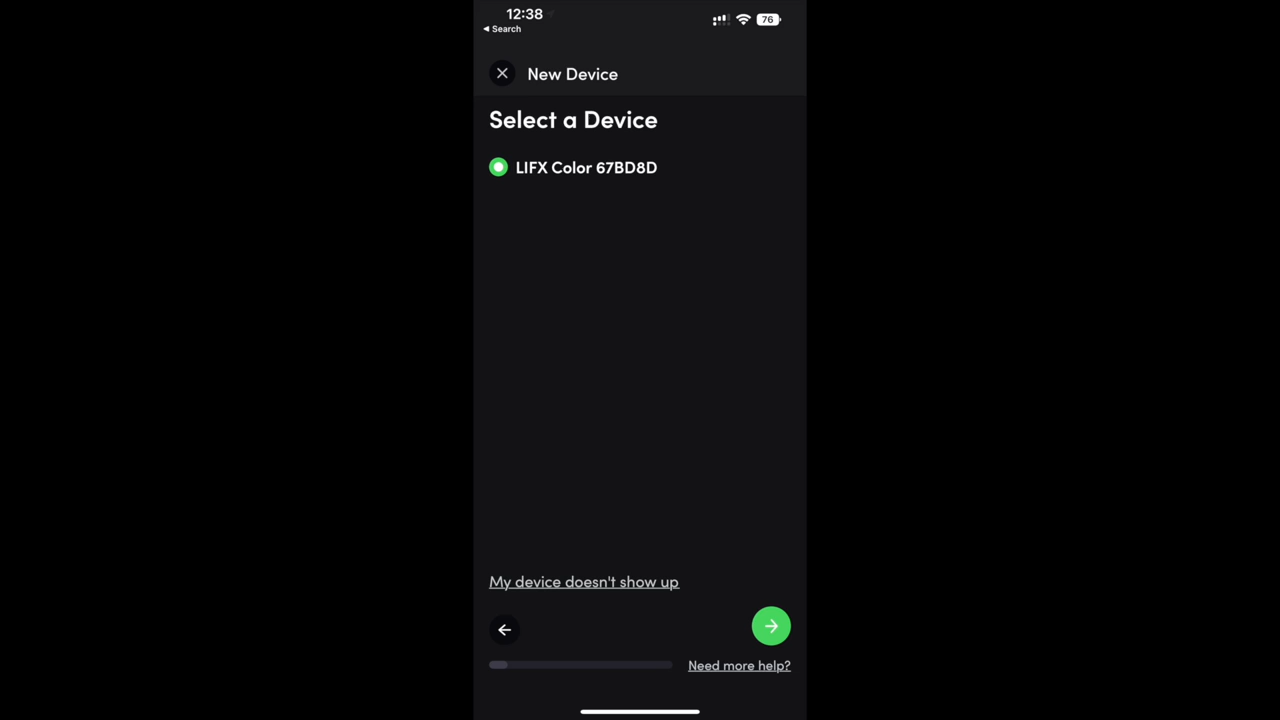 12:38
76
◀ Search
New Device
Select a Device
LIFX Color 67BD8D
My device doesn't show up
Need more help?